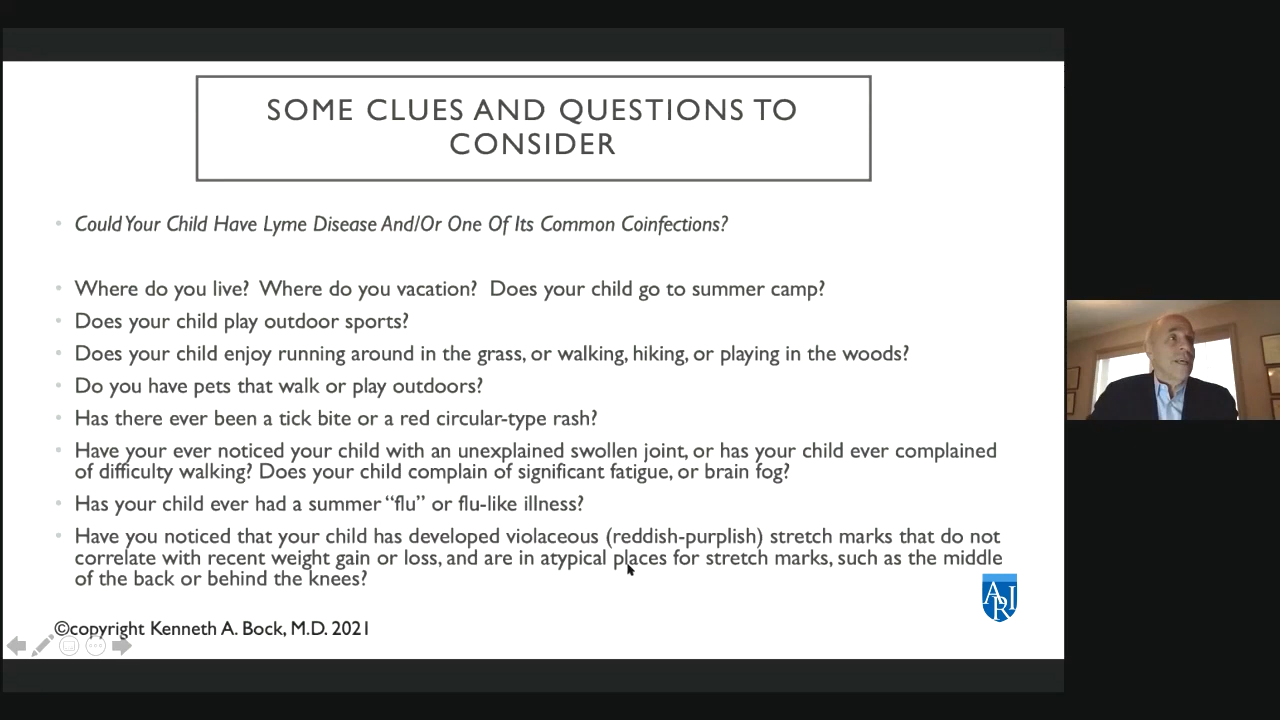 SOME CLUES AND QUESTIONS TO
CONSIDER
• Could Your Child Have Lyme Disease And/Or One Of Its Common Coinfections?
• Where do you live? Where do you vacation? Does your child go to summer camp?
• Does your child play outdoor sports?
• Does your child enjoy running around in the grass, or walking, hiking, or playing in the woods?
• Do you have pets that walk or play outdoors?
• Has there ever been a tick bite or a red circular-type rash?
• Have your ever noticed your child with an unexplained swollen joint, or has your child ever complained
of difficulty walking? Does your child complain of significant fatigue, or brain fog?
• Has your child ever had a summer “flu” or flu-like illness?
• Have you noticed that your child has developed violaceous (reddish-purplish) stretch marks that do not
correlate with recent weight gain or loss, and are in atypical places for stretch marks, such as the middle
of the back or behind the knees?
ARI
©copyright Kenneth A. Bock, M.D. 2021